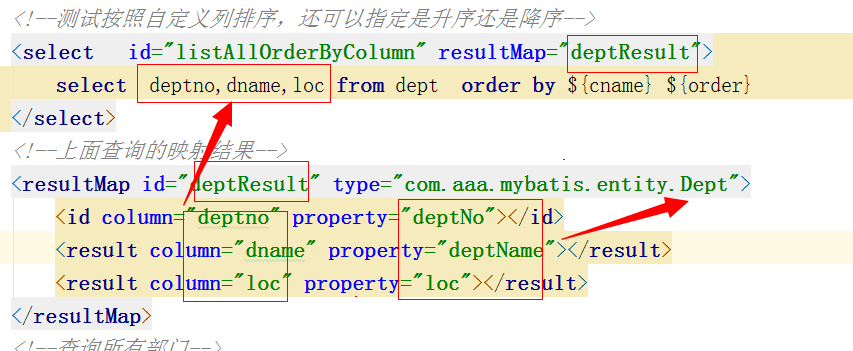 <!--测试按照自定义列排序，还可以指定是升序还是降序-->
<select   id="listAllOrderByColumn" resultMap="deptResult">
select  deptno,dname,loc from dept  order by ${cname} ${order}
</select>
<!--上面查询的映射结果-->
<resultMap id="deptResult" type="com.aaa.mybatis.entity.Dept">
<id column="deptno" property="deptNo"></id>
<result column="dname" property="deptName"></result>
<result column="loc" property="loc"></result>
</resultMap>
<!--查询所有部门-->